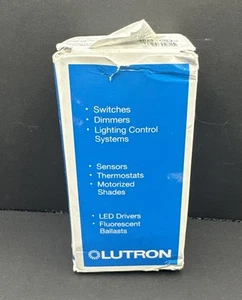 • Switches
• Dimmers
• Lighting Control
Systems
• Sensors
• Thermostats
• Motorized
Shades
• LED Drivers
• Fluorescent
Ballasts
LUTRON